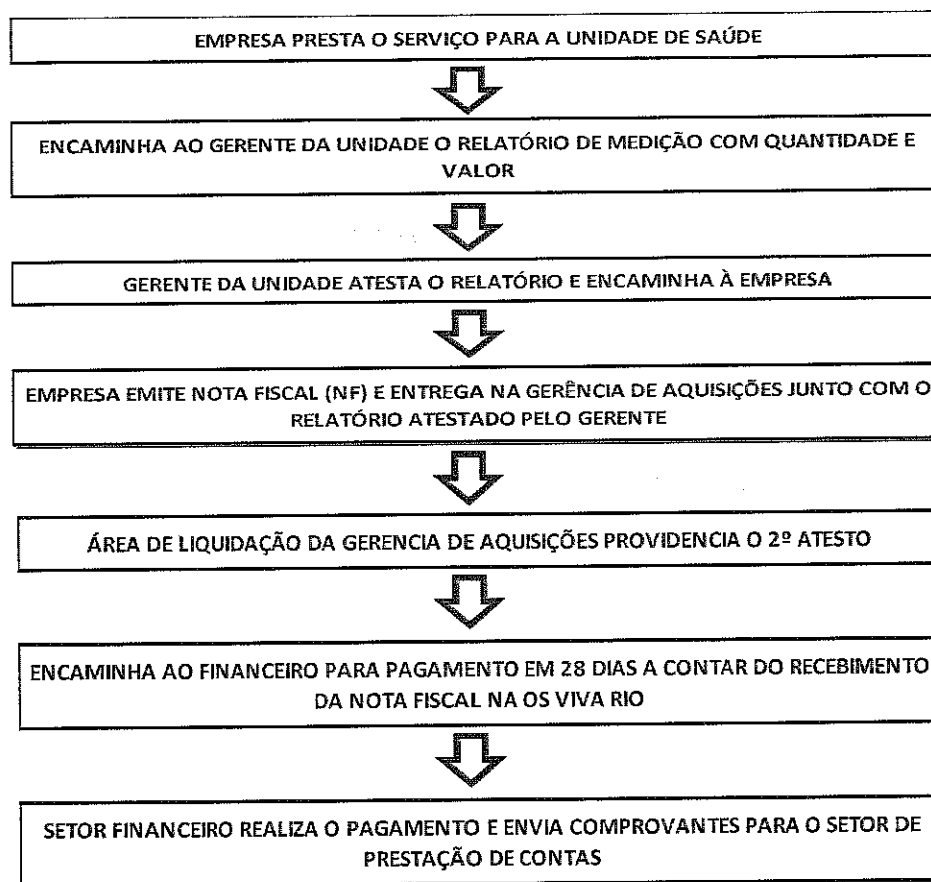 EMPRESA PRESTA O SERVIÇO PARA A UNIDADE DE SAÚDE
ENCAMINHA AO GERENTE DA UNIDADE O RELATÓRIO DE MEDIÇÃO COM QUANTIDADE E
VALOR
GERENTE DA UNIDADE ATESTA O RELATÓRIO E ENCAMINHA À EMPRESA
EMPRESA EMITE NOTA FISCAL (NF) E ENTREGA NA GERÊNCIA DE AQUISIÇÕES JUNTO COM O
RELATÓRIO ATESTADO PELO GERENTE
ÁREA DE LIQUIDAÇÃO DA GERENCIA DE AQUISIÇÕES PROVIDENCIA O 2º ATESTO
ENCAMINHA AO FINANCEIRO PARA PAGAMENTO EM 28 DIAS A CONTAR DO RECEBIMENTO
DA NOTA FISCAL NA OS VIVA RIO
SETOR FINANCEIRO REALIZA O PAGAMENTO E ENVIA COMPROVANTES PARA O SETOR DE
PRESTAÇÃO DE CONTAS